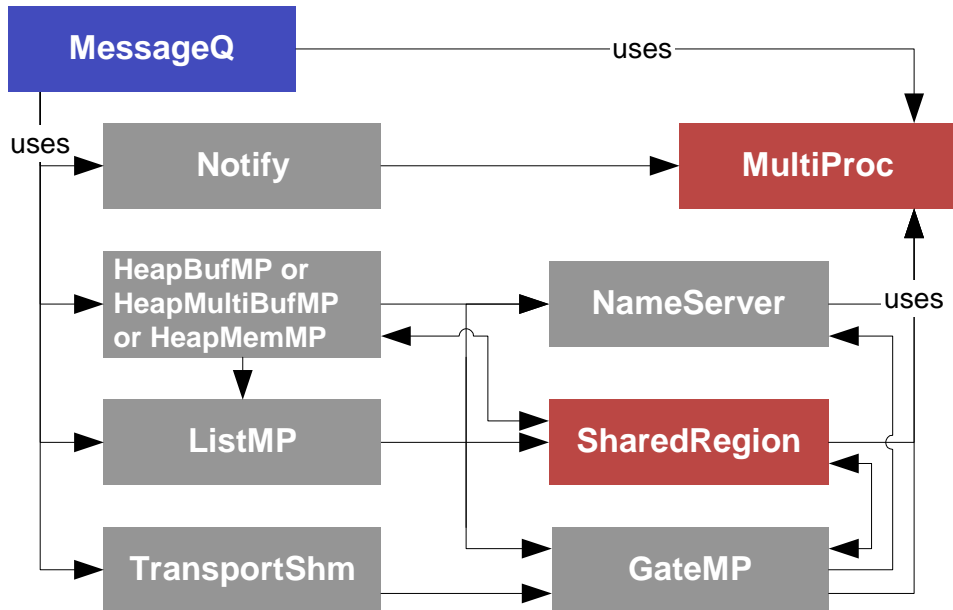 MessageQ
uses
uses
Notify
MultiProc
HeapBufMP or
HeapMultiBufMP
or HeapMemMP
NameServer
uses
ListMP
SharedRegion
TransportShm
GateMP